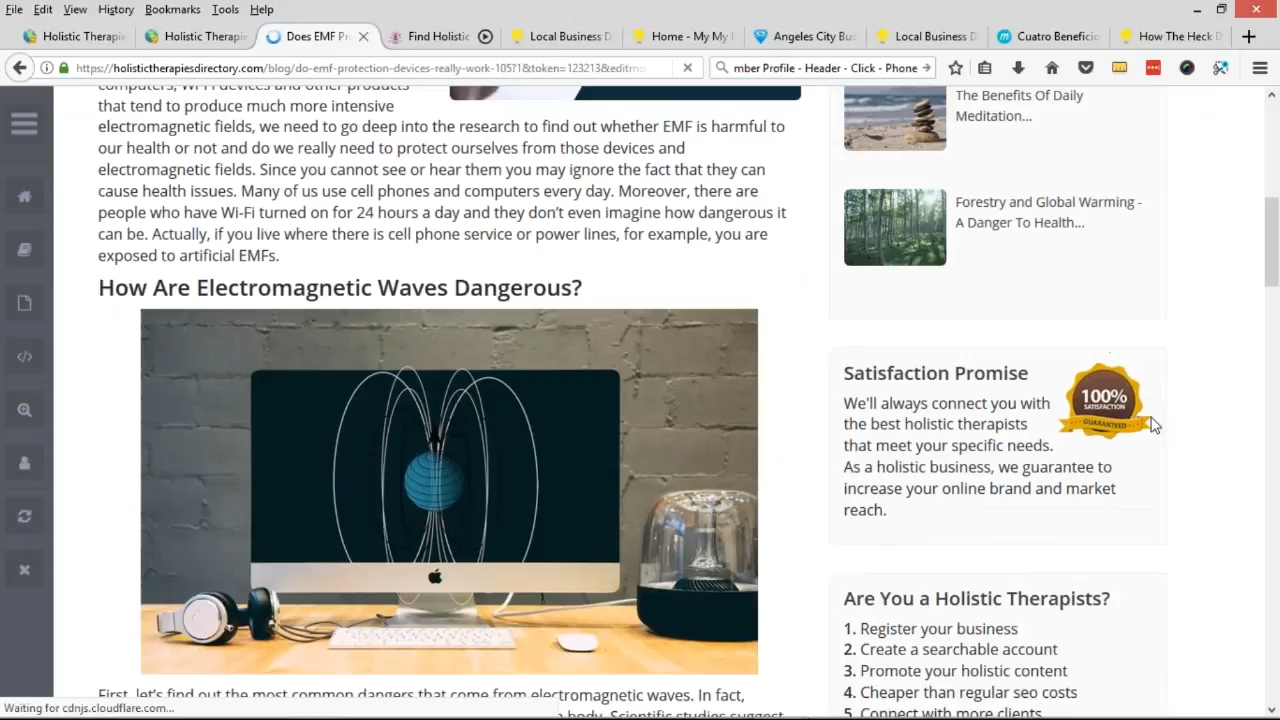 File Edit View History Bookmarks Tools Help
Holistic Therapie
Holistic Therapie
Does EMF Pr
Find Holistic
Local Business D
Home - My My
Angeles City Bus
Local Business D
Cuatro Beneficio
How The Heck D
https://holistictherapiesdirectory.com/blog/do-emf-protection-devices-really-work-105?1&token=123213&editmo
mber Profile - Header - Click - Phone
computers, Wi-Fi devices and other products
that tend to produce much more intensive
electromagnetic fields, we need to go deep into the research to find out whether EMF is harmful to
our health or not and do we really need to protect ourselves from those devices and
electromagnetic fields. Since you cannot see or hear them you may ignore the fact that they can
cause health issues. Many of us use cell phones and computers every day. Moreover, there are
people who have Wi-Fi turned on for 24 hours a day and they don't even imagine how dangerous it
can be. Actually, if you live where there is cell phone service or power lines, for example, you are
exposed to artificial EMFs.
How Are Electromagnetic Waves Dangerous?
First, let's find out the most common dangers that come from electromagnetic waves. In fact,
body. Scientific studies suggest
The Benefits Of Daily
Meditation...
Forestry and Global Warming -
A Danger To Health...
Satisfaction Promise
We'll always connect you with
the best holistic therapists
that meet your specific needs.
As a holistic business, we guarantee to
increase your online brand and market
reach.
100%
SATISFACTION
GUARANTEED
Are You a Holistic Therapists?
1. Register your business
2. Create a searchable account
3. Promote your holistic content
4. Cheaper than regular seo costs
5. Connect with more clients
Waiting for cdnjs.cloudflare.com...